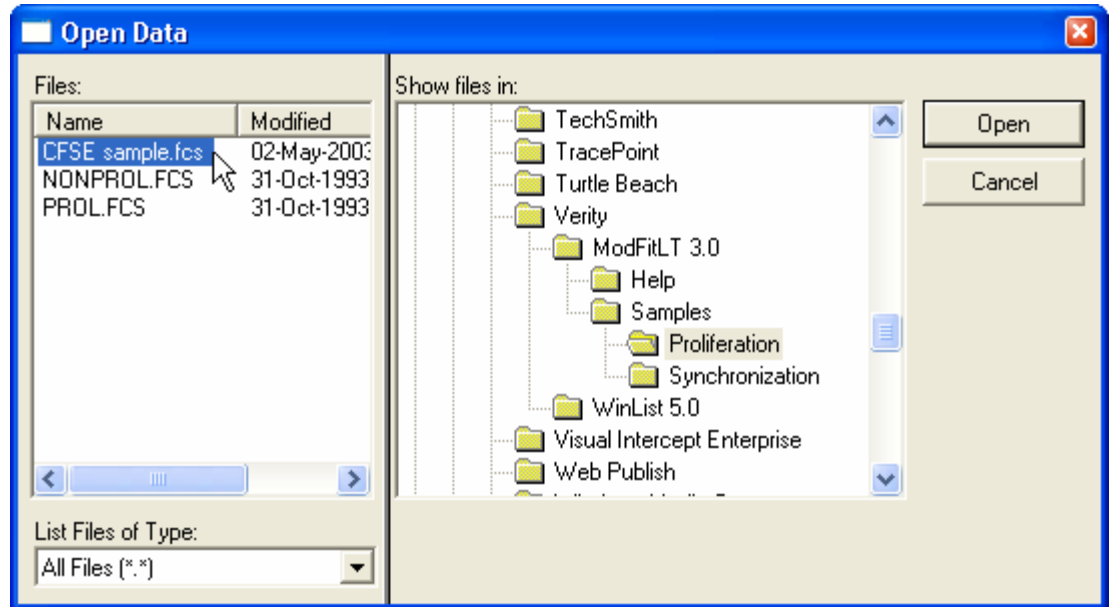 Open Data
Files:
Name Modified
CFSE sample.fcs 02-May-2003
NONPROL.FCS 31-Oct-1993
PROL.FCS 31-Oct-1993
List Files of Type:
All Files (*.*)
Show files in:
TechSmith
TracePoint
Turtle Beach
Verity
ModFitLT 3.0
Help
Samples
Proliferation
Synchronization
WinList 5.0
Visual Intercept Enterprise
Web Publish
Open
Cancel